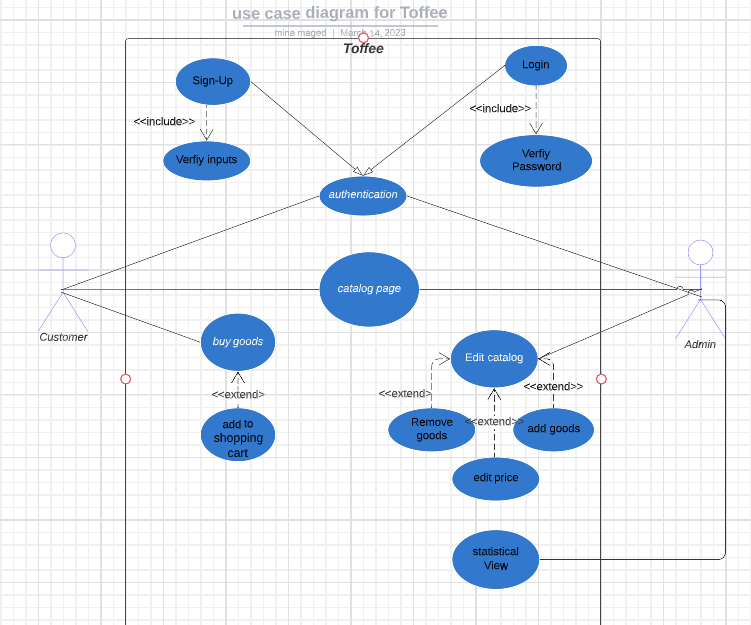 use case diagram for Toffee
mina maged | March 14, 2023
Toffee
Sign-Up
Login
<<include>>
<<include>>
Verfiy inputs
Verfiy
Password
authentication
catalog page
Customer
Admin
buy goods
Edit catalog
<<extend>>
<<extend>>
<<extend>>
<<extend>>
add to
shopping
cart
Remove
goods
add goods
edit price
statistical
View